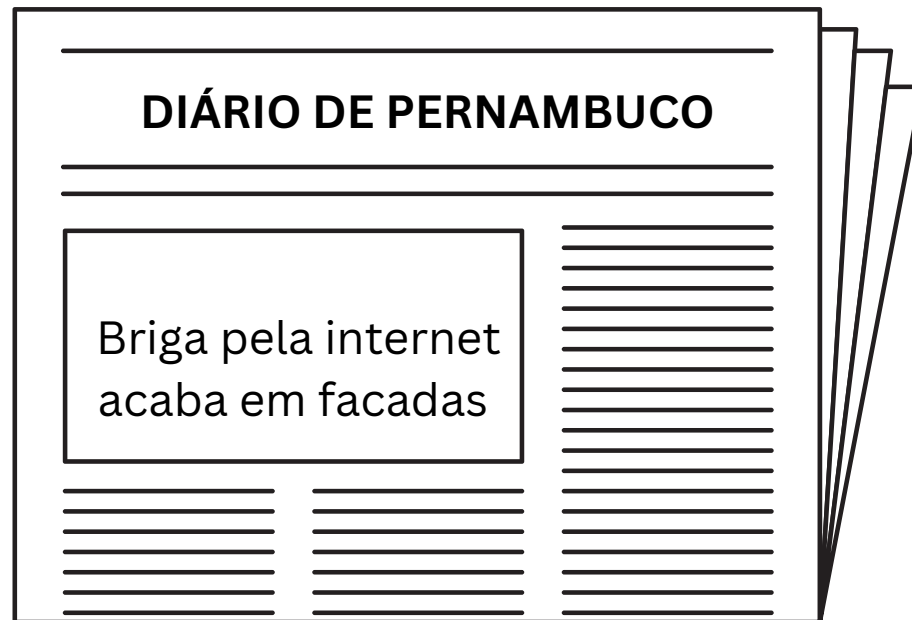 DIÁRIO DE PERNAMBUCO
Briga pela internet
acaba em facadas